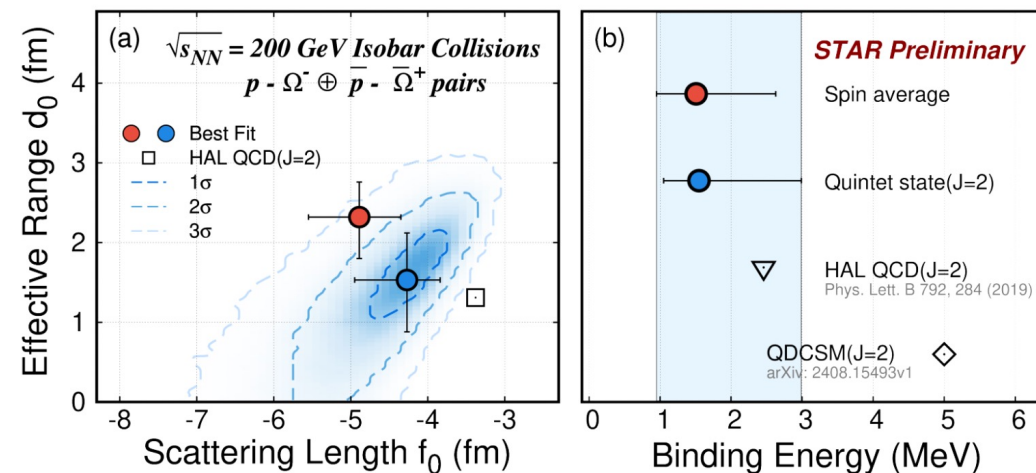 (a)
√sNN = 200 GeV Isobar Collisions
p - Ω⁻ ⊕ p̅ - Ω̅⁺ pairs
Best Fit
HAL QCD(J=2)
1σ
2σ
3σ
Effective Range d₀ (fm)
4
3
2
1
0
-8 -7 -6 -5 -4 -3
Scattering Length f₀ (fm)
(b)
STAR Preliminary
Spin average
Quintet state(J=2)
HAL QCD(J=2)
Phys. Lett. B 792, 284 (2019)
QDCSM(J=2)
arXiv: 2408.15493v1
0 1 2 3 4 5 6
Binding Energy (MeV)